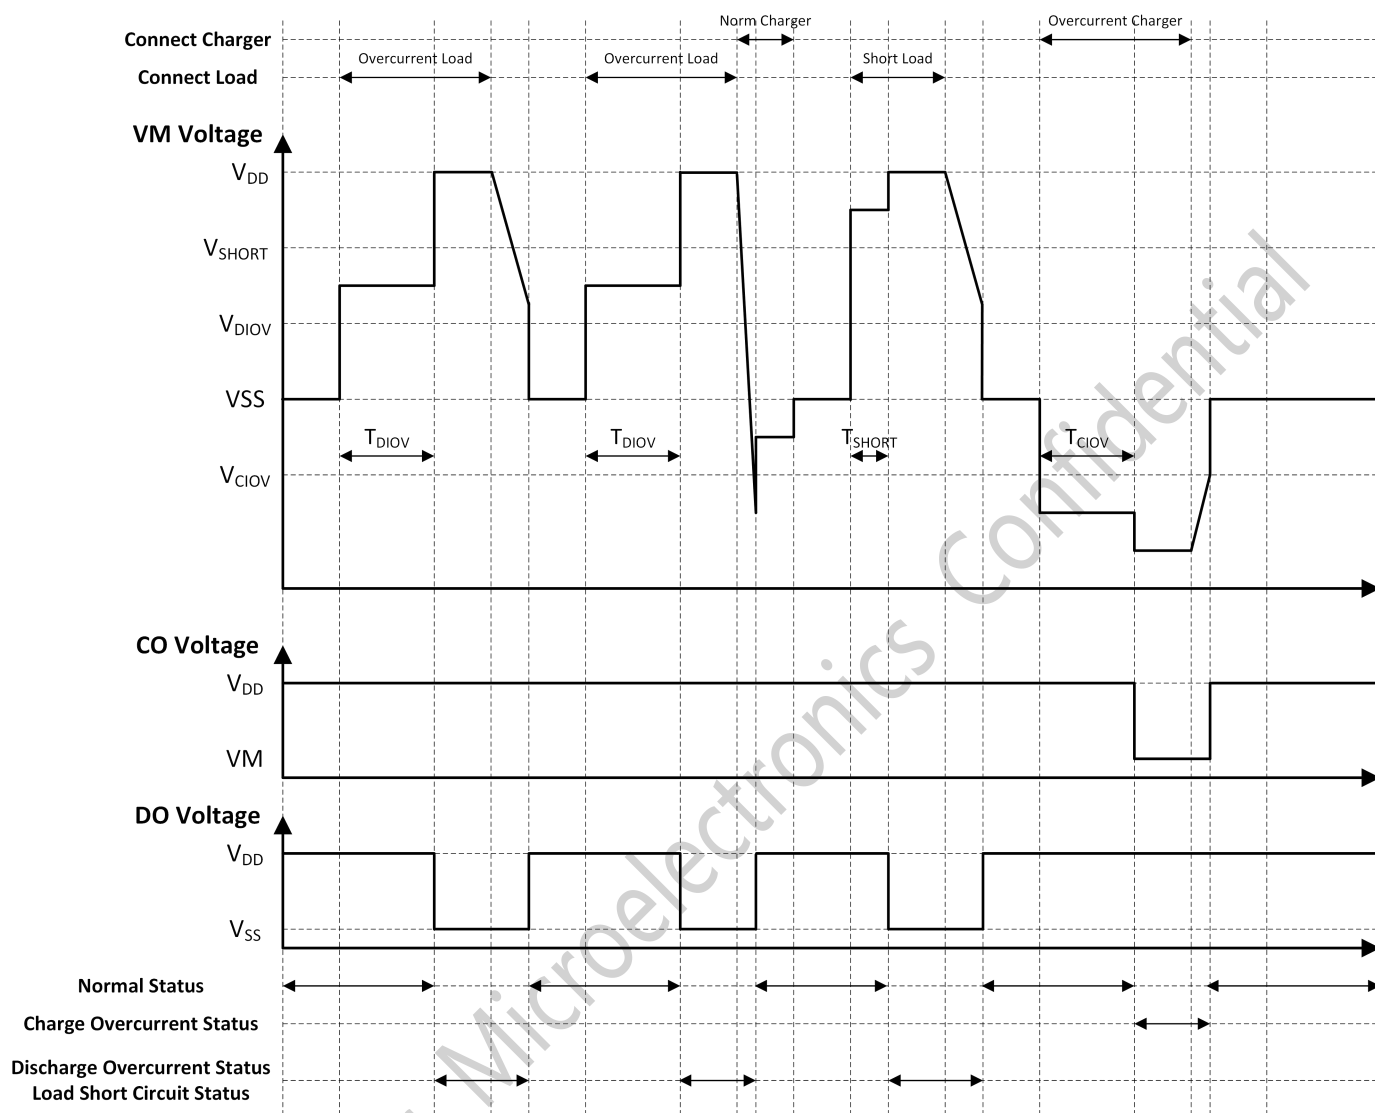 Norm Charger
Overcurrent Charger
Connect Charger
Overcurrent Load
Overcurrent Load
Short Load
Connect Load
VM Voltage
VDD
VSHORT
VDIOV
VSS
TDIOV
TDIOV
TSHORT
TCIOV
VCIOV
CO Voltage
VDD
VM
DO Voltage
VDD
VSS
Normal Status
Charge Overcurrent Status
Discharge Overcurrent Status
Load Short Circuit Status
Microelectronics Confidential